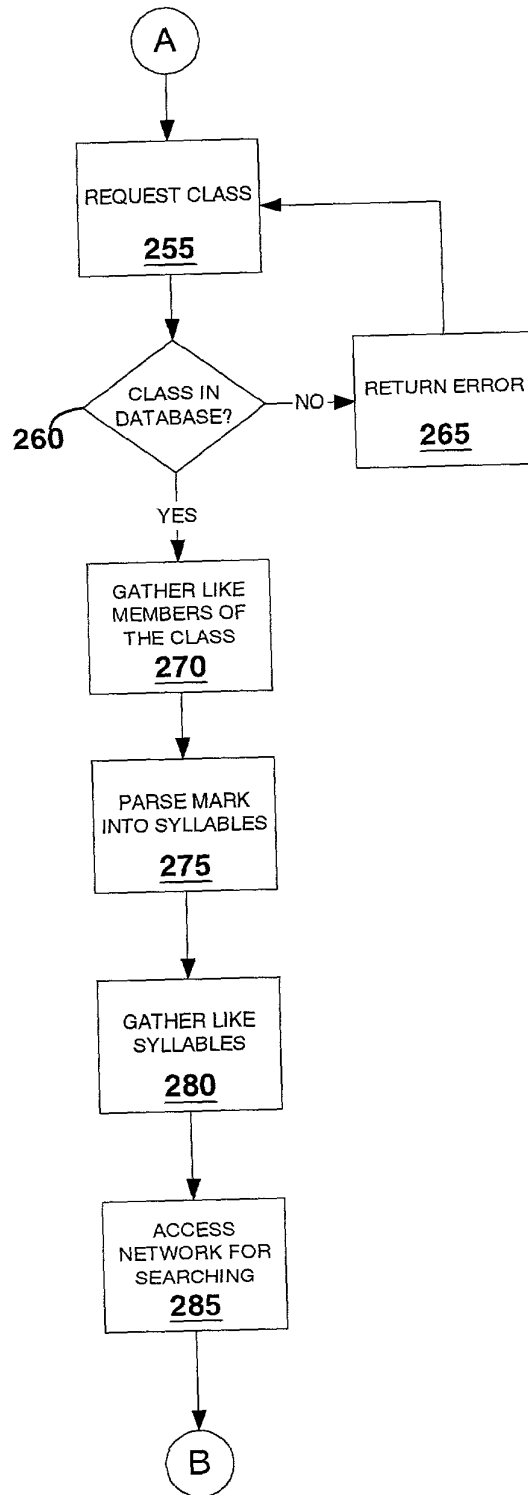 A
REQUEST CLASS
255
CLASS IN
DATABASE?
260
NO
RETURN ERROR
265
YES
GATHER LIKE
MEMBERS OF
THE CLASS
270
PARSE MARK
INTO SYLLABLES
275
GATHER LIKE
SYLLABLES
280
ACCESS
NETWORK FOR
SEARCHING
285
B